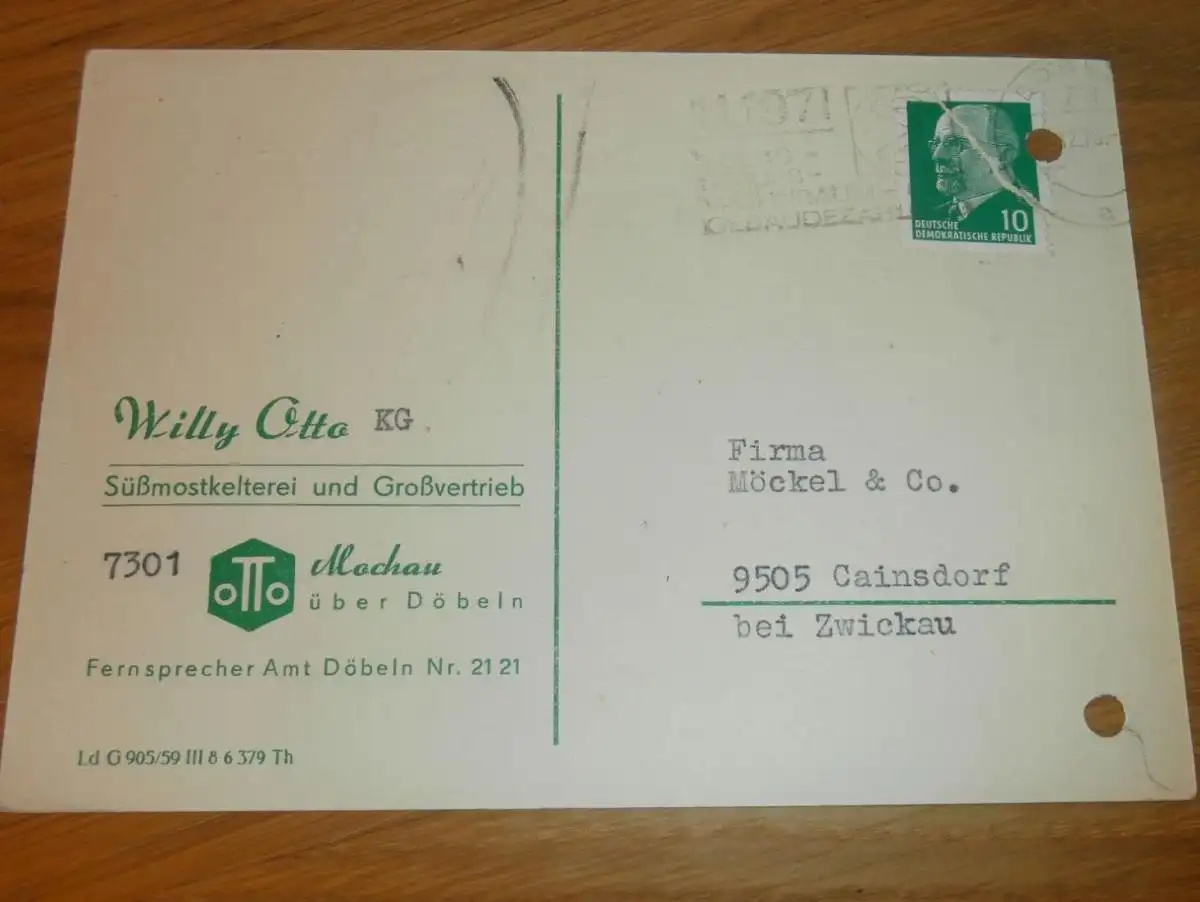 Willy Otto KG.
Süßmostkelterei und Großvertrieb
7301 OTTO Mochau
über Döbeln
Fernsprecher Amt Döbeln Nr. 21 21
Ld G 905/59 III 8 6 379 Th
1971
GEBÄUDEZÄHL
10
DEUTSCHE
DEMOKRATISCHE REPUBLIK
Firma
Möckel & Co.
9505 Cainsdorf
bei Zwickau